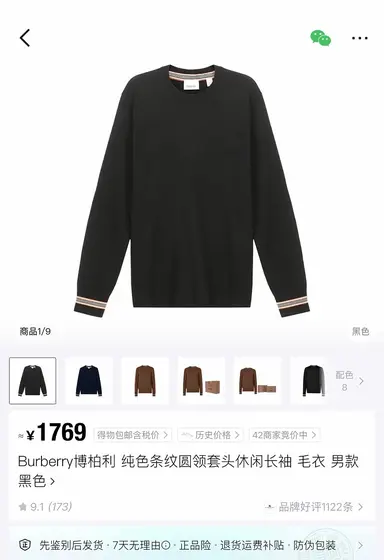 商品1/9
黑色
配色
8
≈¥1769
得物包邮含税价
历史价格
42商家竞价中
Burberry博柏利 纯色条纹圆领套头休闲长袖 毛衣 男款
黑色
9.1 (173)
品牌好评1122条
先鉴别后发货 · 7天无理由 · 正品险 · 退货运费补贴 · 防伪包装